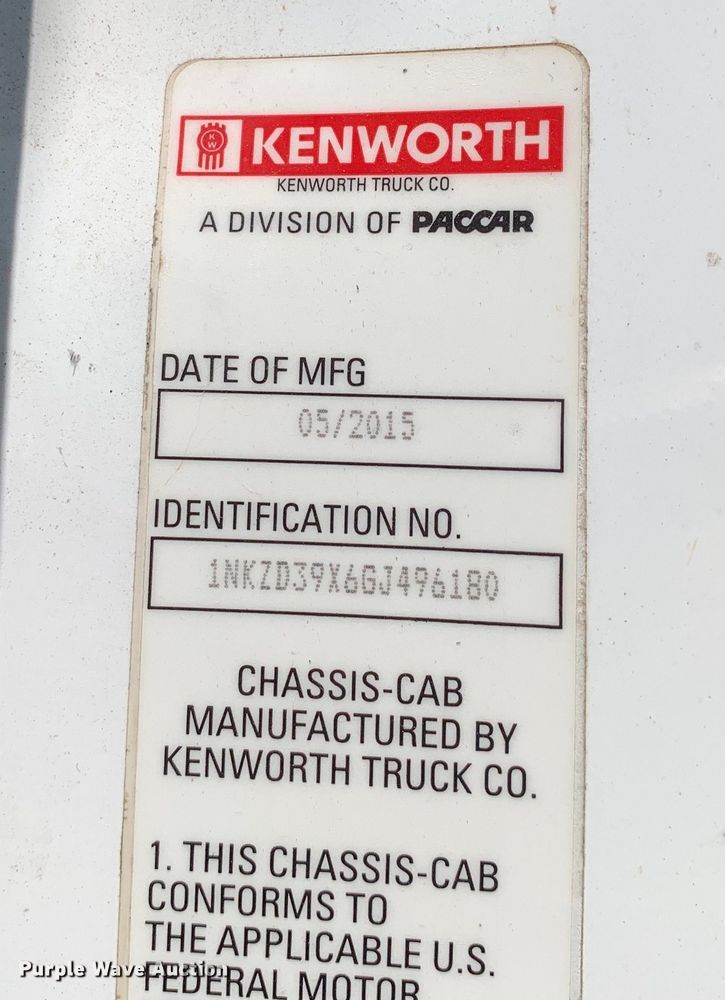 KW
KENWORTH
KENWORTH TRUCK CO.
A DIVISION OF PACCAR
DATE OF MFG
05/2015
IDENTIFICATION NO.
1NKZD39X6GJ496180
CHASSIS-CAB
MANUFACTURED BY
KENWORTH TRUCK CO.
1. THIS CHASSIS-CAB
CONFORMS TO
THE APPLICABLE U.S.
FEDERAL MOTOR
Purple Wave Auction